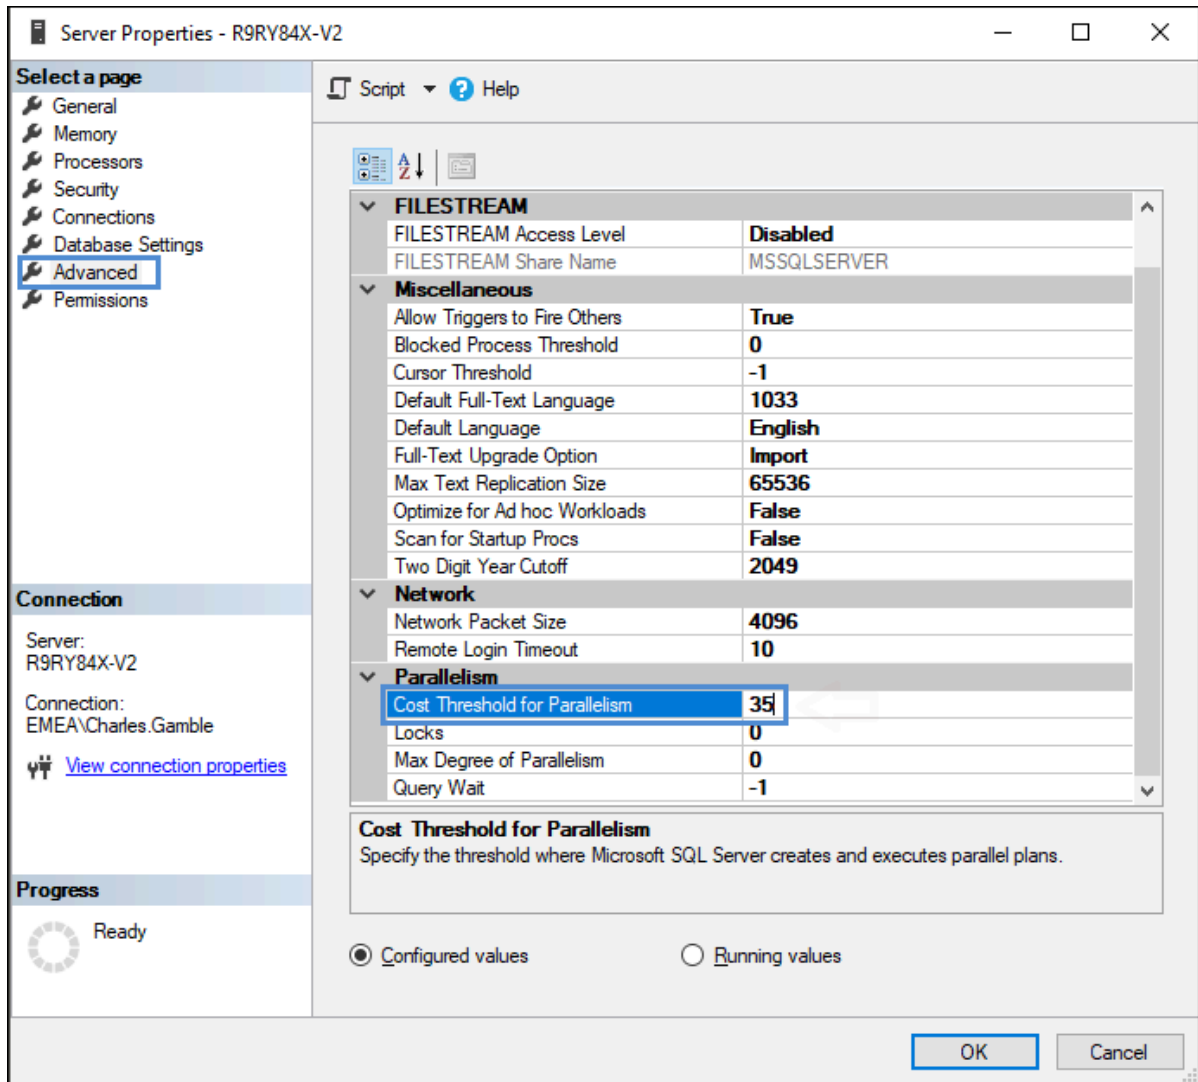 Server Properties - R9RY84X-V2
Select a page
General
Memory
Processors
Security
Connections
Database Settings
Advanced
Permissions
Script Help
FILESTREAM
FILESTREAM Access Level Disabled
FILESTREAM Share Name MSSQLSERVER
Miscellaneous
Allow Triggers to Fire Others True
Blocked Process Threshold 0
Cursor Threshold -1
Default Full-Text Language 1033
Default Language English
Full-Text Upgrade Option Import
Max Text Replication Size 65536
Optimize for Ad hoc Workloads False
Scan for Startup Procs False
Two Digit Year Cutoff 2049
Network
Network Packet Size 4096
Remote Login Timeout 10
Parallelism
Cost Threshold for Parallelism 35
Locks 0
Max Degree of Parallelism 0
Query Wait -1
Cost Threshold for Parallelism
Specify the threshold where Microsoft SQL Server creates and executes parallel plans.
Connection
Server:
R9RY84X-V2
Connection:
EMEA\Charles.Gamble
View connection properties
Progress
Ready
Configured values Running values
OK Cancel